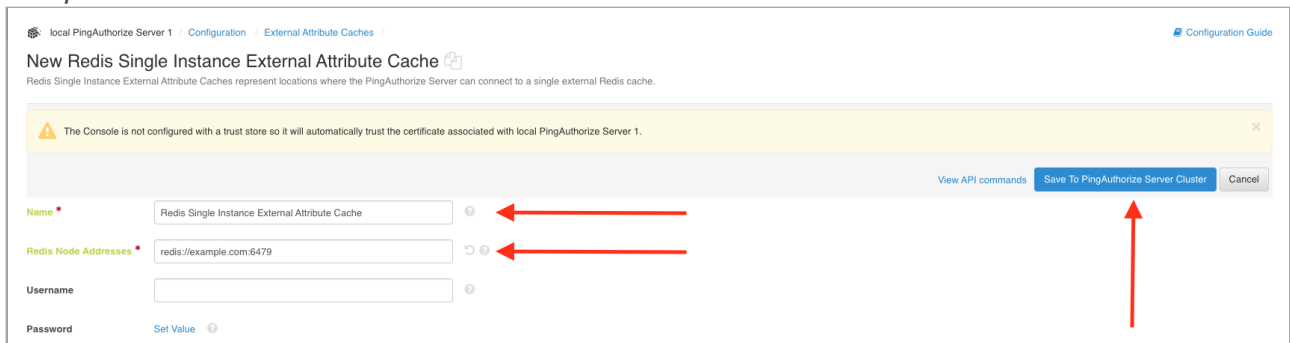 local PingAuthorize Server 1 / Configuration / External Attribute Caches /
Configuration Guide
New Redis Single Instance External Attribute Cache
Redis Single Instance External Attribute Caches represent locations where the PingAuthorize Server can connect to a single external Redis cache.
The Console is not configured with a trust store so it will automatically trust the certificate associated with local PingAuthorize Server 1.
View API commands Save To PingAuthorize Server Cluster Cancel
Name * Redis Single Instance External Attribute Cache
Redis Node Addresses * redis://example.com:6479
Username
Password Set Value